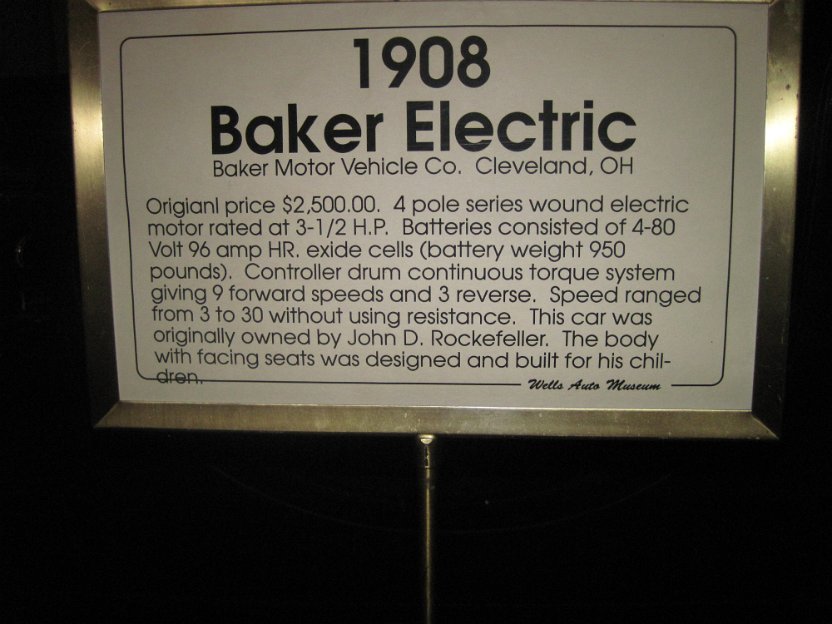 1908
Baker Electric
Baker Motor Vehicle Co. Cleveland, OH
Origianl price $2,500.00. 4 pole series wound electric
motor rated at 3-1/2 H.P. Batteries consisted of 4-80
Volt 96 amp HR. exide cells (battery weight 950
pounds). Controller drum continuous torque system
giving 9 forward speeds and 3 reverse. Speed ranged
from 3 to 30 without using resistance. This car was
originally owned by John D. Rockefeller. The body
with facing seats was designed and built for his chil-
dren.
Wells Auto Museum